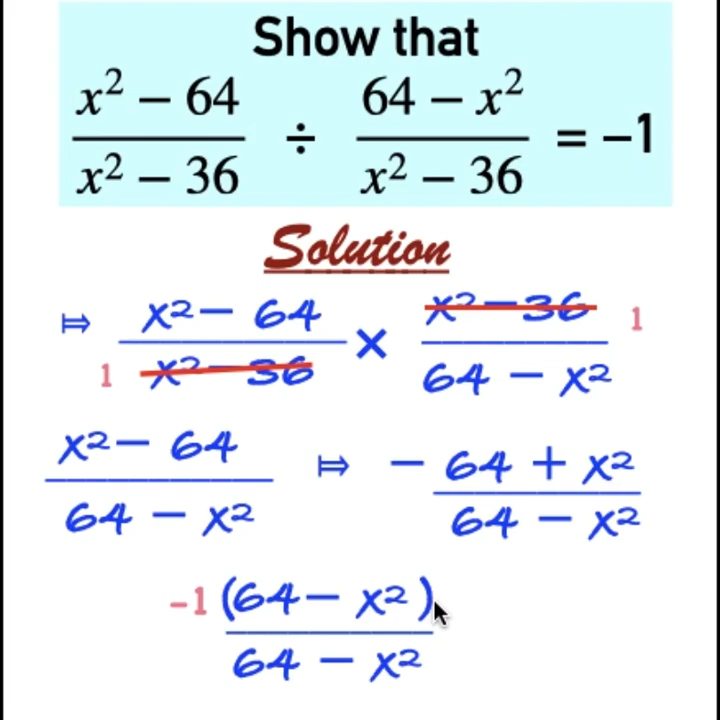 Show that
x² − 64 / x² − 36 ÷ 64 − x² / x² − 36 = −1
Solution
⤇ x² − 64 / 1 x² − 36 × x² − 36 1 / 64 − x²
x² − 64 / 64 − x² ⤇ − 64 + x² / 64 − x²
−1 (64 − x²) / 64 − x²